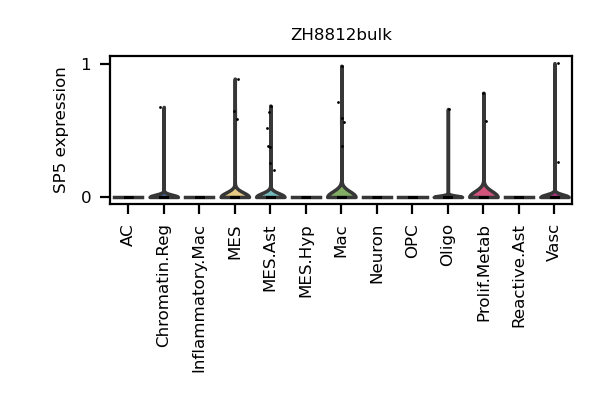 ZH8812bulk
SP5 expression
1
0
AC
Chromatin.Reg
Inflammatory.Mac
MES
MES.Ast
MES.Hyp
Mac
Neuron
OPC
Oligo
Prolif.Metab
Reactive.Ast
Vasc